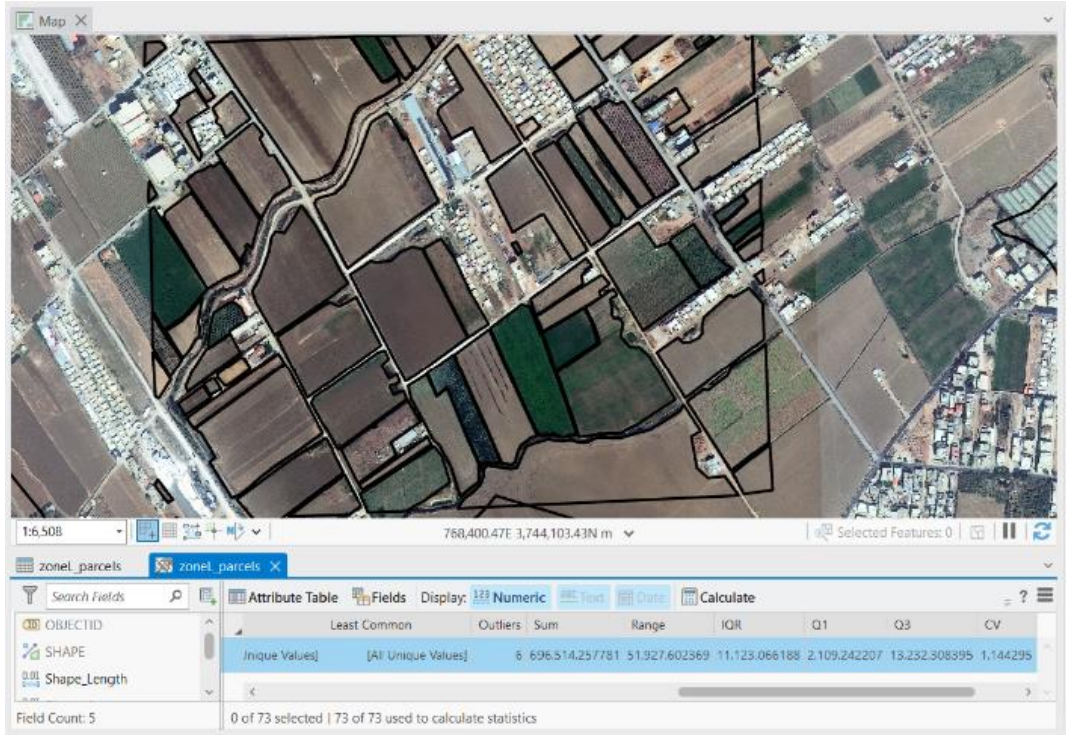 Map
1:6,508
768,400.47E 3,744,103.43N m
Selected Features: 0
zoneL_parcels
zoneL_parcels
Search Fields
Attribute Table Fields Display: Numeric Text Date Calculate
?
OBJECTID
SHAPE
Shape_Length
Least Common Outliers Sum Range IQR Q1 Q3 CV
[All Unique Values] 6 696.514.257781 51.927.602369 11.123.066188 2.109.242207 13.232.308395 1.144295
Field Count: 5
0 of 73 selected | 73 of 73 used to calculate statistics